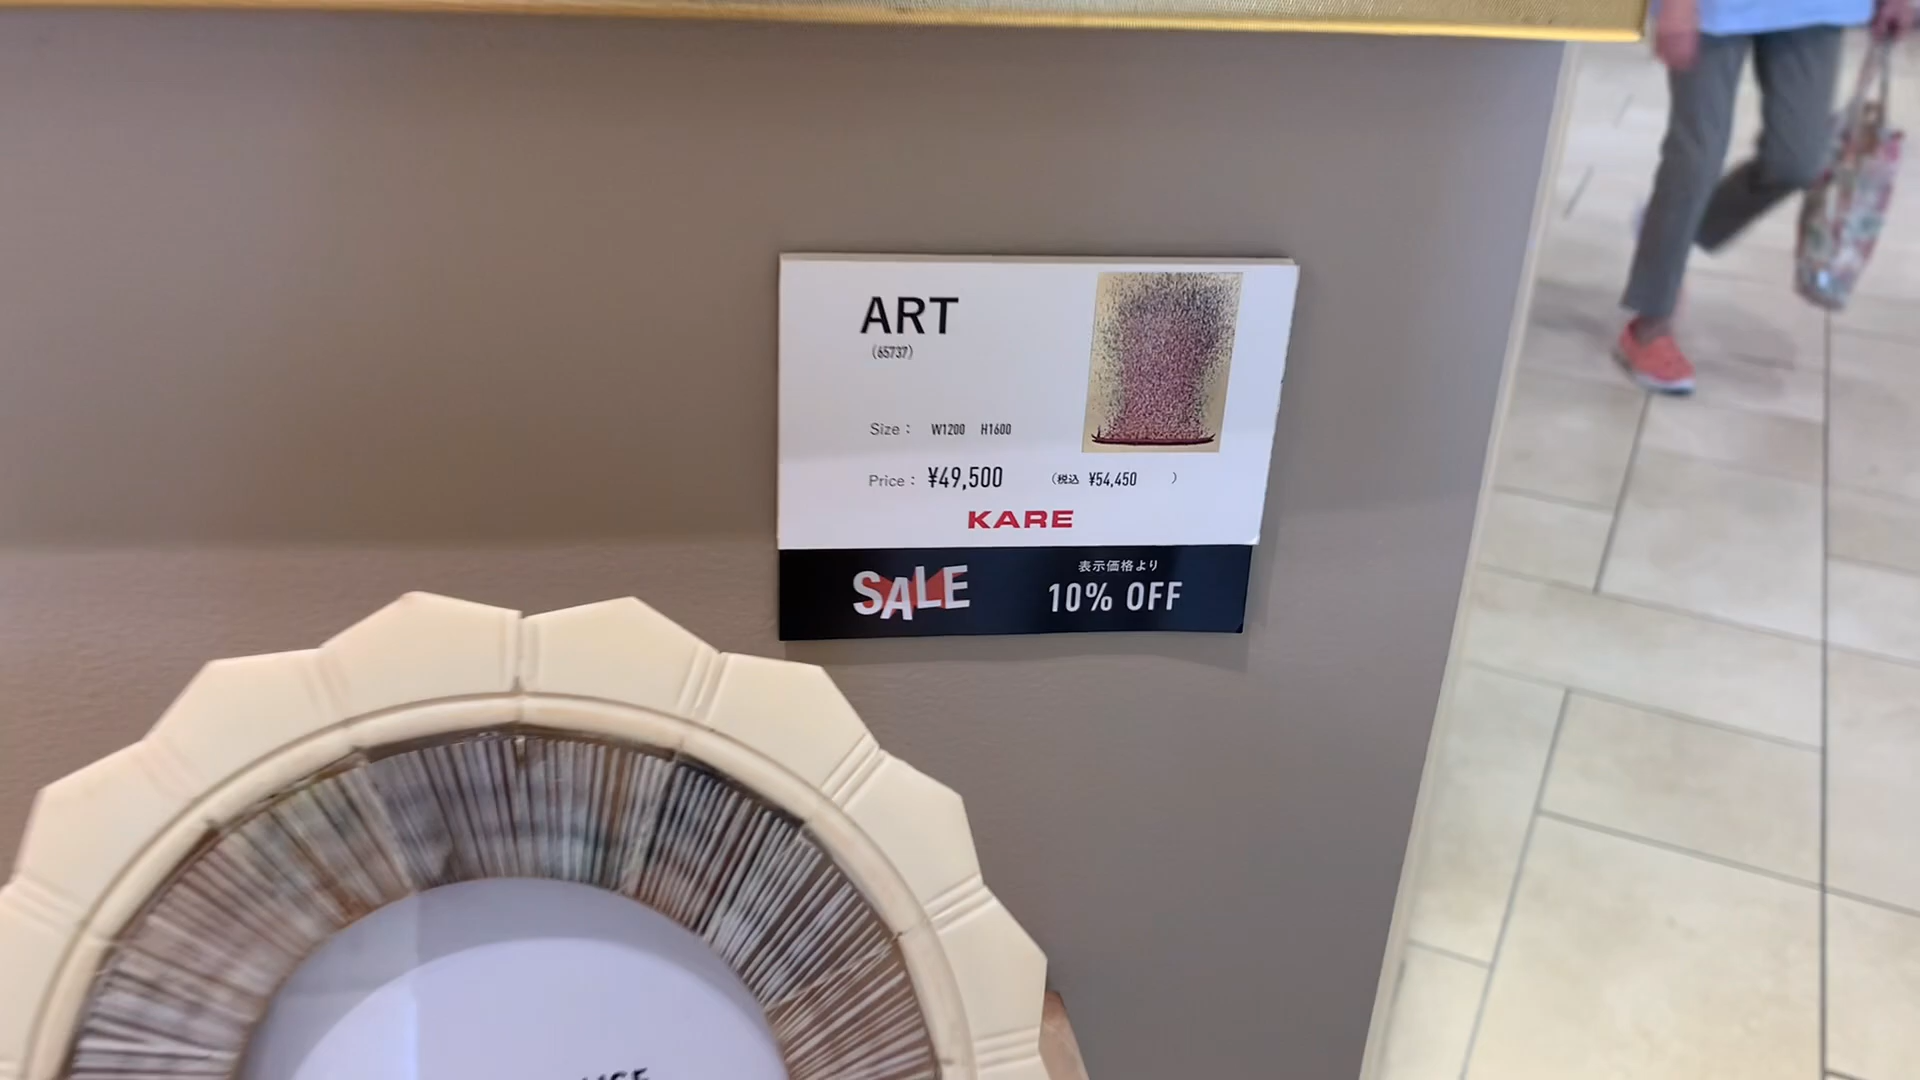 ART
(65737)
Size： W1200 H1600
Price： ¥49,500 （税込 ¥54,450 ）
KARE
SALE
表示価格より
10% OFF